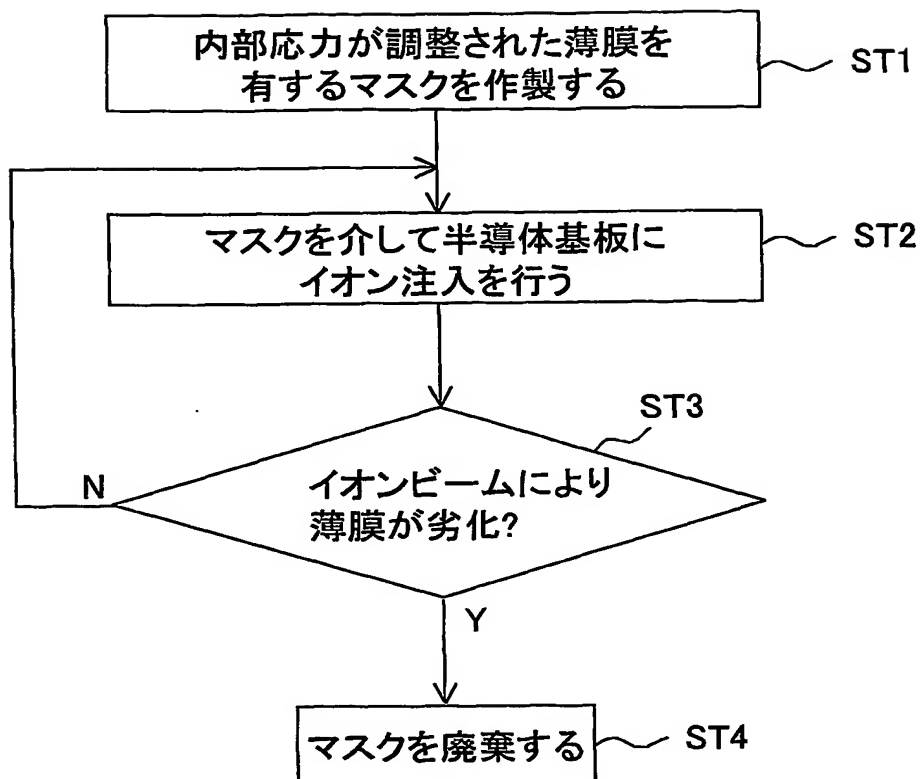 内部応力が調整された薄膜を
有するマスクを作製する
ST1
マスクを介して半導体基板に
イオン注入を行う
ST2
ST3
イオンビームにより
薄膜が劣化?
N
Y
マスクを廃棄する
ST4